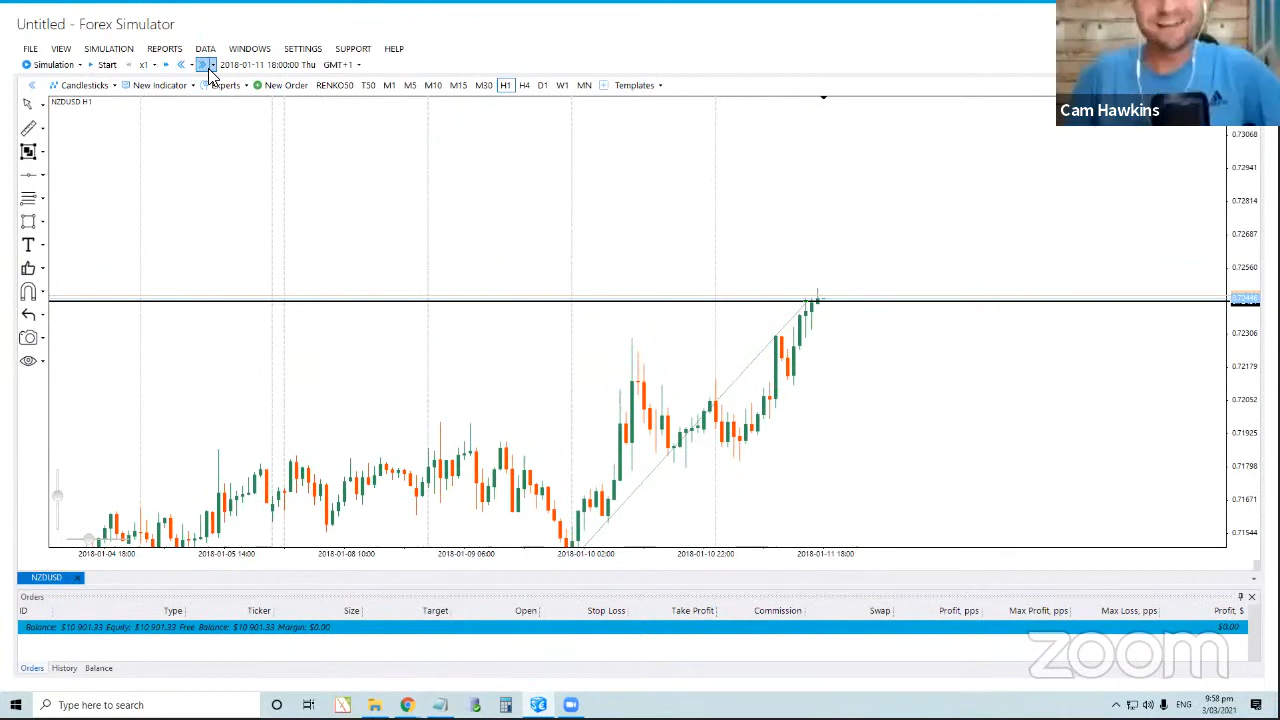 Untitled - Forex Simulator
FILE VIEW SIMULATION REPORTS DATA WINDOWS SETTINGS SUPPORT HELP
Simulation Start x1 2018-01-11 18:00:00 Thu GMT+1
Candlesticks New Indicator Experts New Order RENKO50 T50 M1 M5 M10 M15 M30 H1 H4 D1 W1 MN Templates
NZDUSD H1
Cam Hawkins
0.73068
0.72941
0.72814
0.72687
0.72560
0.72446
0.72306
0.72179
0.72052
0.71925
0.71798
0.71671
0.71544
2018-01-04 18:00 2018-01-05 14:00 2018-01-08 10:00 2018-01-09 06:00 2018-01-10 02:00 2018-01-10 22:00 2018-01-11 18:00
NZDUSD
Orders
ID Type Ticker Size Target Open Stop Loss Take Profit Commission Swap Profit, pps Max Profit, pps Max Loss, pps Profit, $
Balance: $10 901.33 Equity: $10 901.33 Free Balance: $10 901.33 Margin: $0.00 $0.00
zoom
Orders History Balance
Type here to search
ENG
9:58 pm
3/03/2021